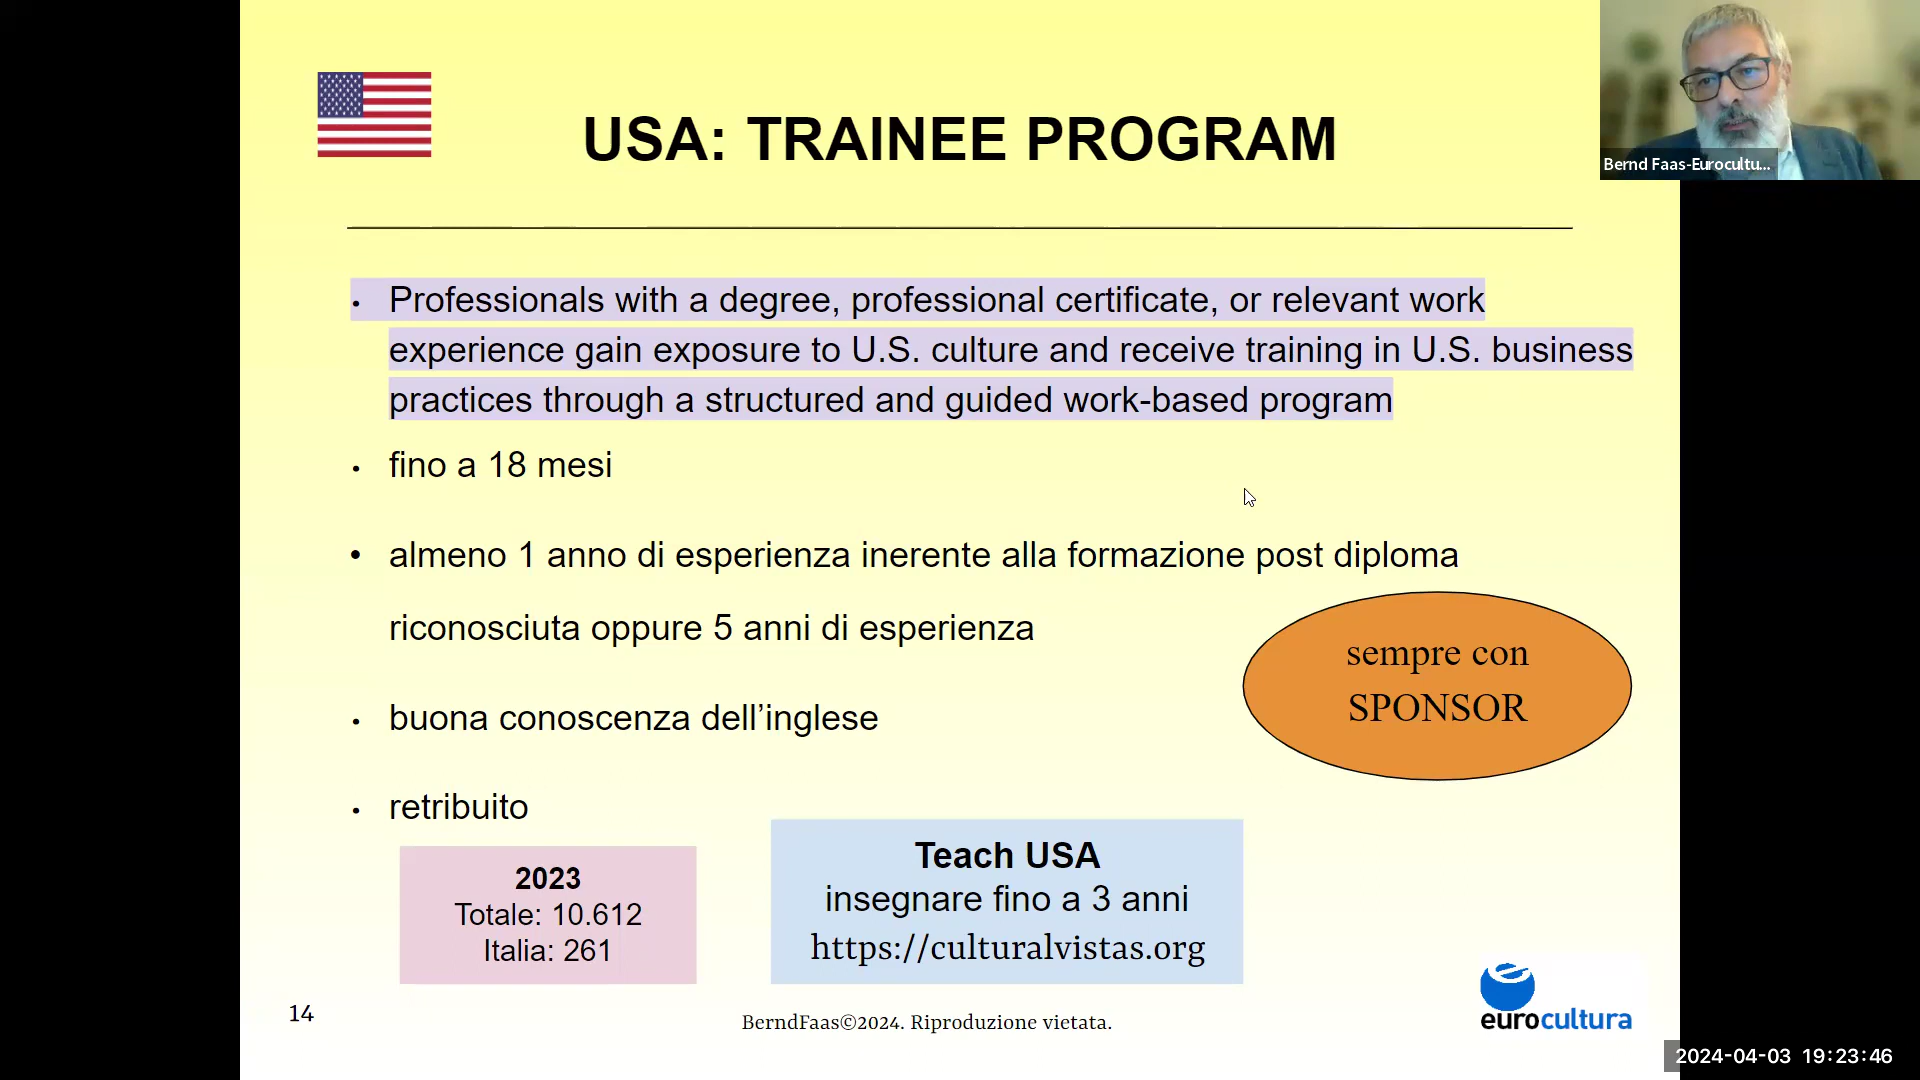 USA: TRAINEE PROGRAM
Bernd Faas-Eurocultu...
• Professionals with a degree, professional certificate, or relevant work
experience gain exposure to U.S. culture and receive training in U.S. business
practices through a structured and guided work-based program
• fino a 18 mesi
• almeno 1 anno di esperienza inerente alla formazione post diploma
riconosciuta oppure 5 anni di esperienza
sempre con
SPONSOR
• buona conoscenza dell’inglese
• retribuito
2023
Totale: 10.612
Italia: 261
Teach USA
insegnare fino a 3 anni
https://culturalvistas.org
14
BerndFaas©2024. Riproduzione vietata.
eurocultura
2024-04-03 19:23:46